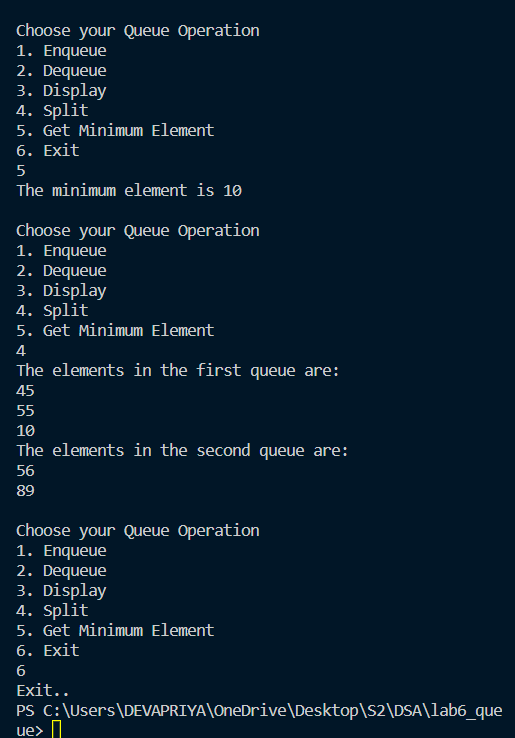 Choose your Queue Operation
1. Enqueue
2. Dequeue
3. Display
4. Split
5. Get Minimum Element
6. Exit
5
The minimum element is 10
Choose your Queue Operation
1. Enqueue
2. Dequeue
3. Display
4. Split
5. Get Minimum Element
4
The elements in the first queue are:
45
55
10
The elements in the second queue are:
56
89
Choose your Queue Operation
1. Enqueue
2. Dequeue
3. Display
4. Split
5. Get Minimum Element
6. Exit
6
Exit..
PS C:\Users\DEVAPRIYA\OneDrive\Desktop\S2\DSA\lab6_que
ue>